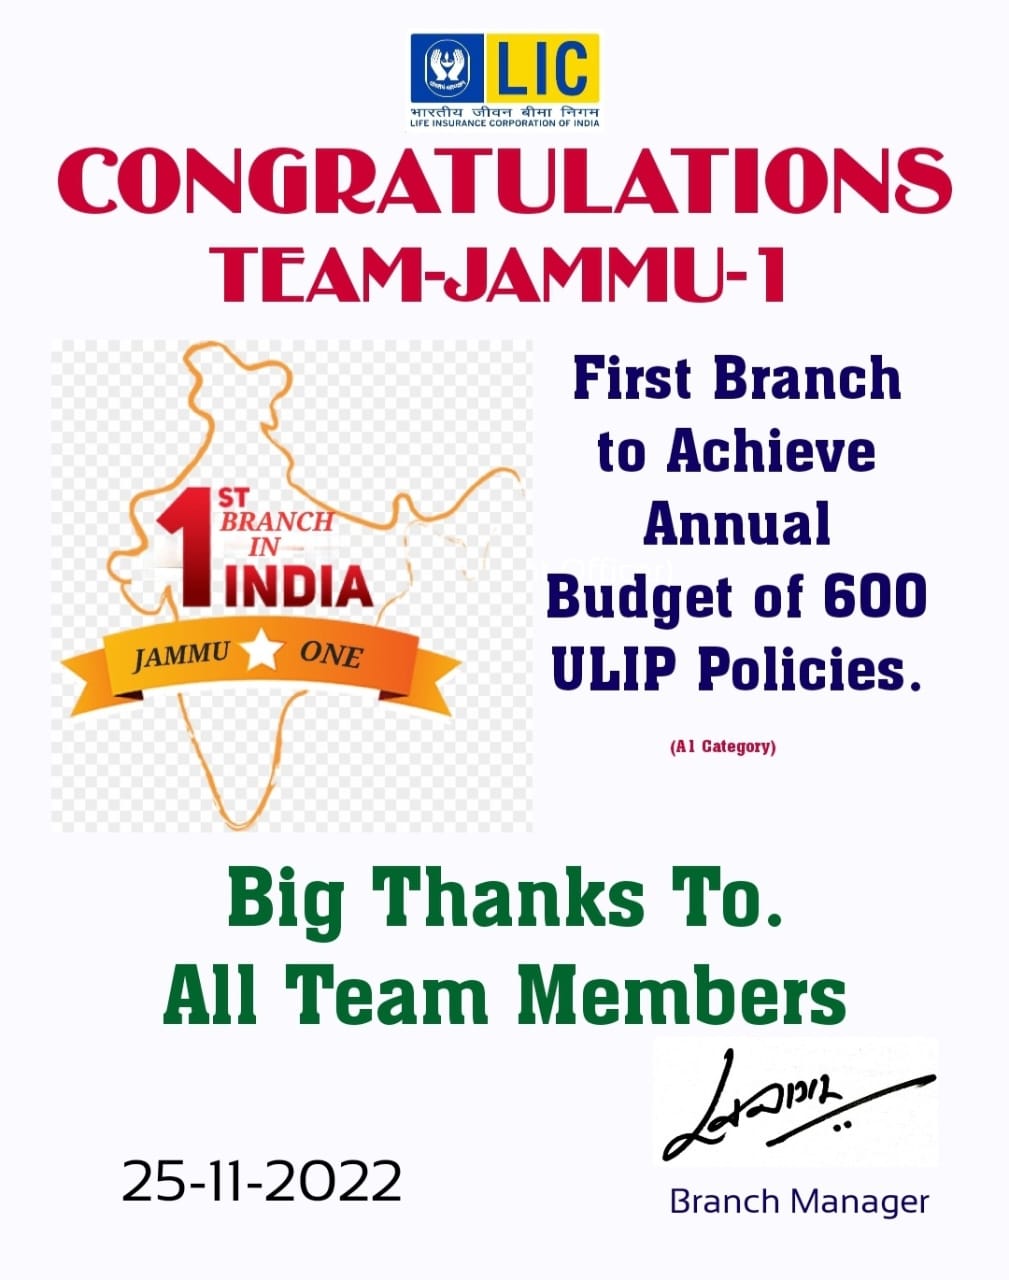 LIC
भारतीय जीवन बीमा निगम
LIFE INSURANCE CORPORATION OF INDIA
CONGRATULATIONS
TEAM-JAMMU-1
1ST
BRANCH
IN
INDIA
JAMMU ONE
First Branch
to Achieve
Annual
Budget of 600
ULIP Policies.
(A1 Category)
Big Thanks To.
All Team Members
25-11-2022
Branch Manager